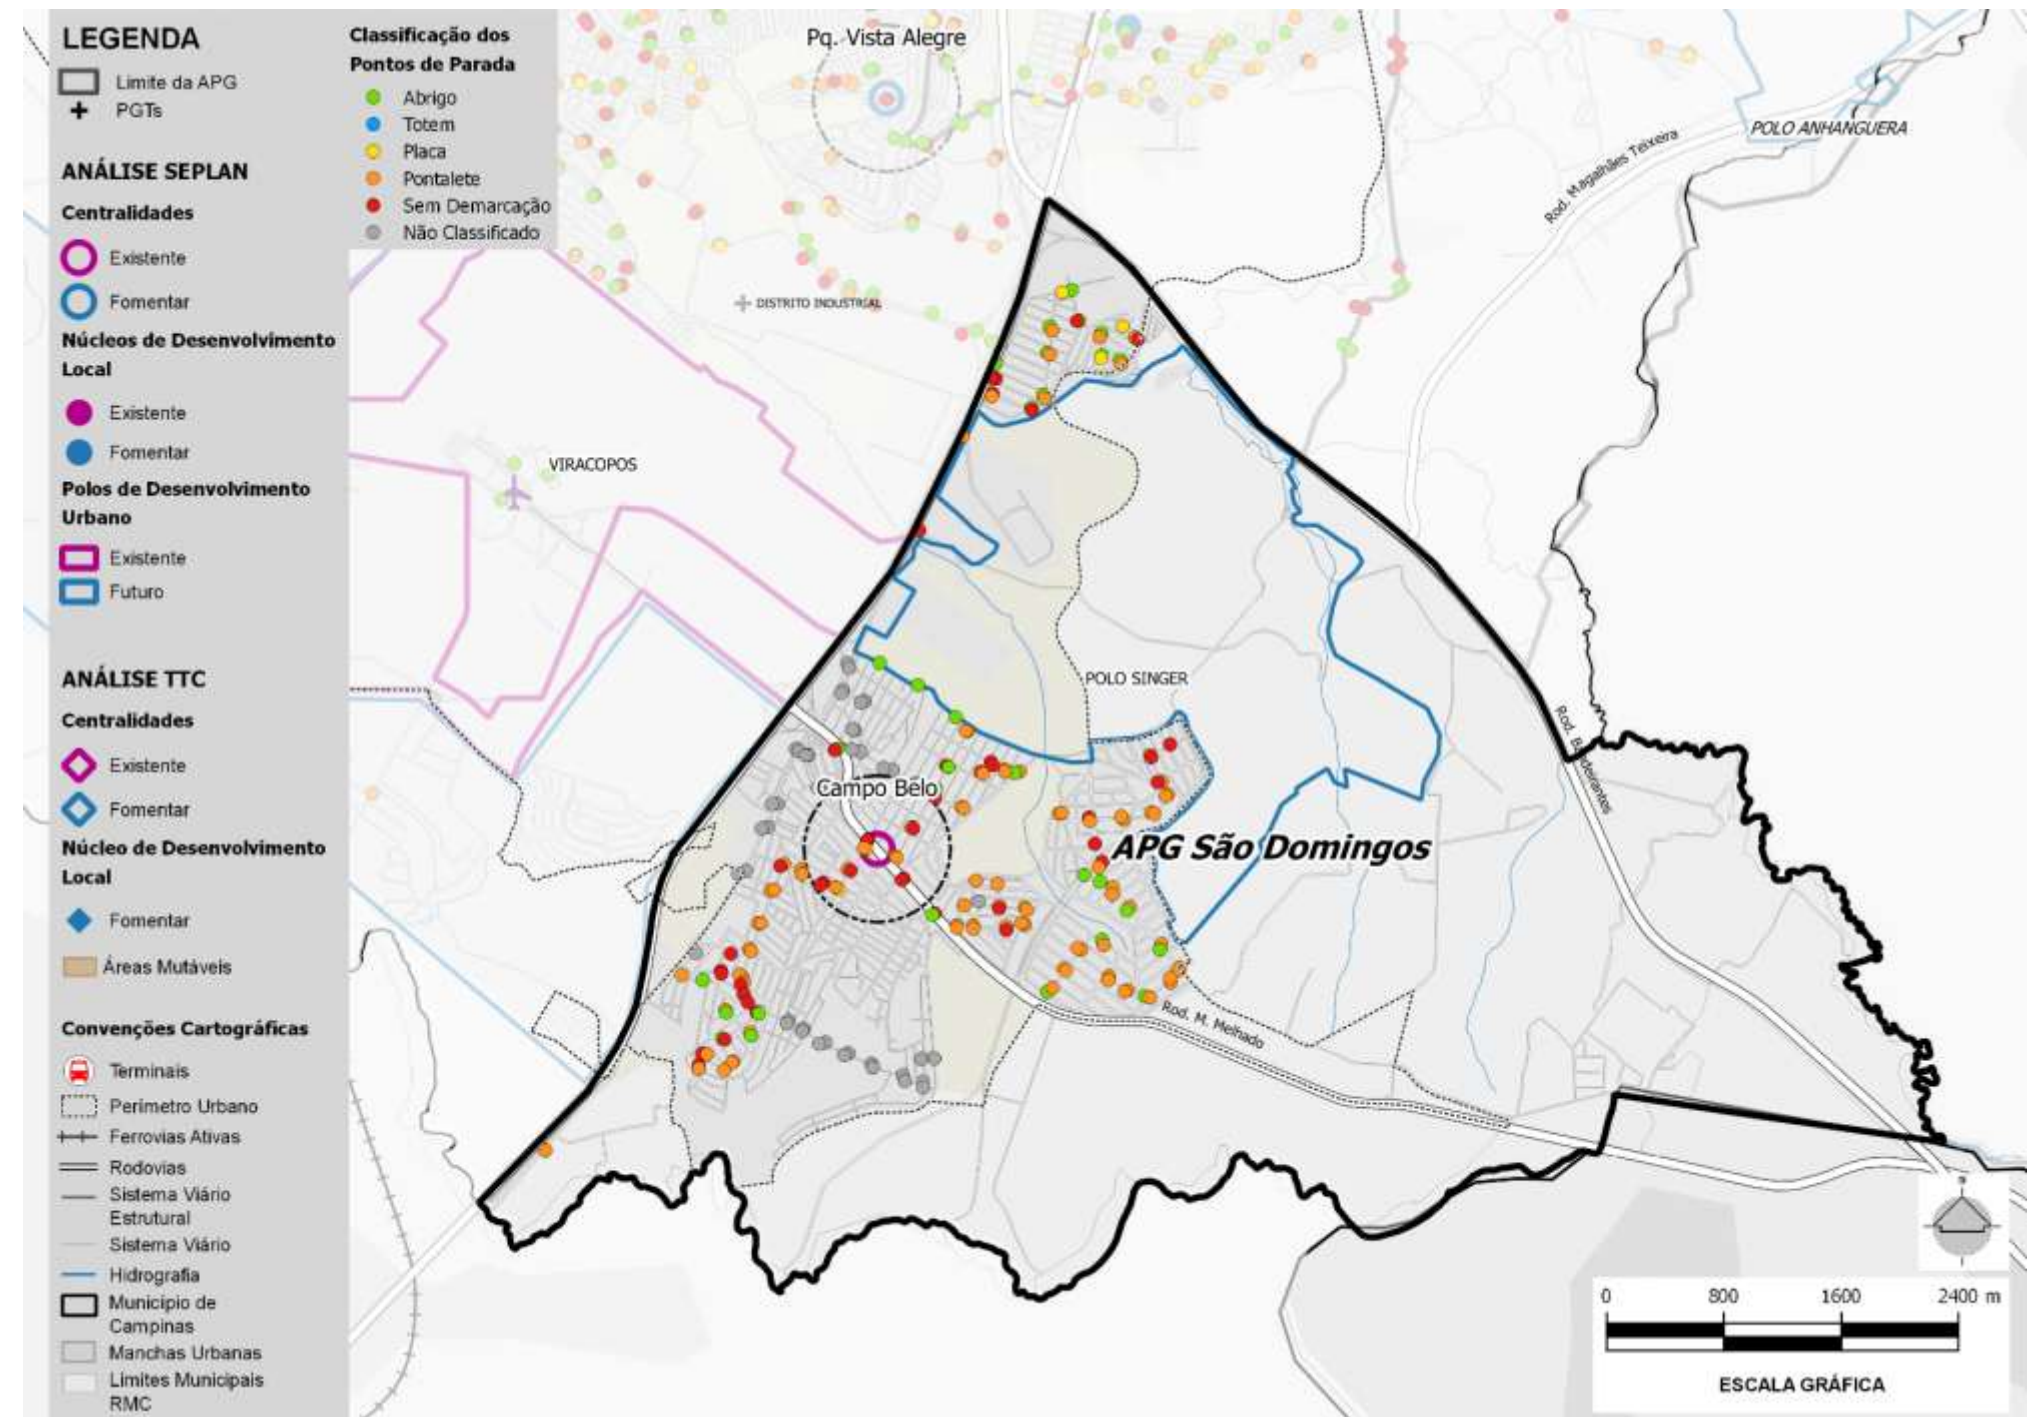 LEGENDA
Limite da APG
PGTs
ANÁLISE SEPLAN
Centralidades
Existente
Fomentar
Núcleos de Desenvolvimento
Local
Existente
Fomentar
Polos de Desenvolvimento
Urbano
Existente
Futuro
ANÁLISE TTC
Centralidades
Existente
Fomentar
Núcleo de Desenvolvimento
Local
Fomentar
Áreas Mutáveis
Convenções Cartográficas
Terminais
Perímetro Urbano
Ferrovias Ativas
Rodovias
Sistema Viário
Estrutural
Sistema Viário
Hidrografia
Município de
Campinas
Manchas Urbanas
Limites Municipais
RMC
Classificação dos
Pontos de Parada
Abrigo
Totem
Placa
Pontalete
Sem Demarcação
Não Classificado
Pq. Vista Alegre
POLO ANHANGUERA
Rod. Magalhães Teixeira
DISTRITO INDUSTRIAL
VIRACOPOS
POLO SINGER
Rod. Bandeirantes
Campo Belo
APG São Domingos
Rod. M. Melhado
N
0 800 1600 2400 m
ESCALA GRÁFICA